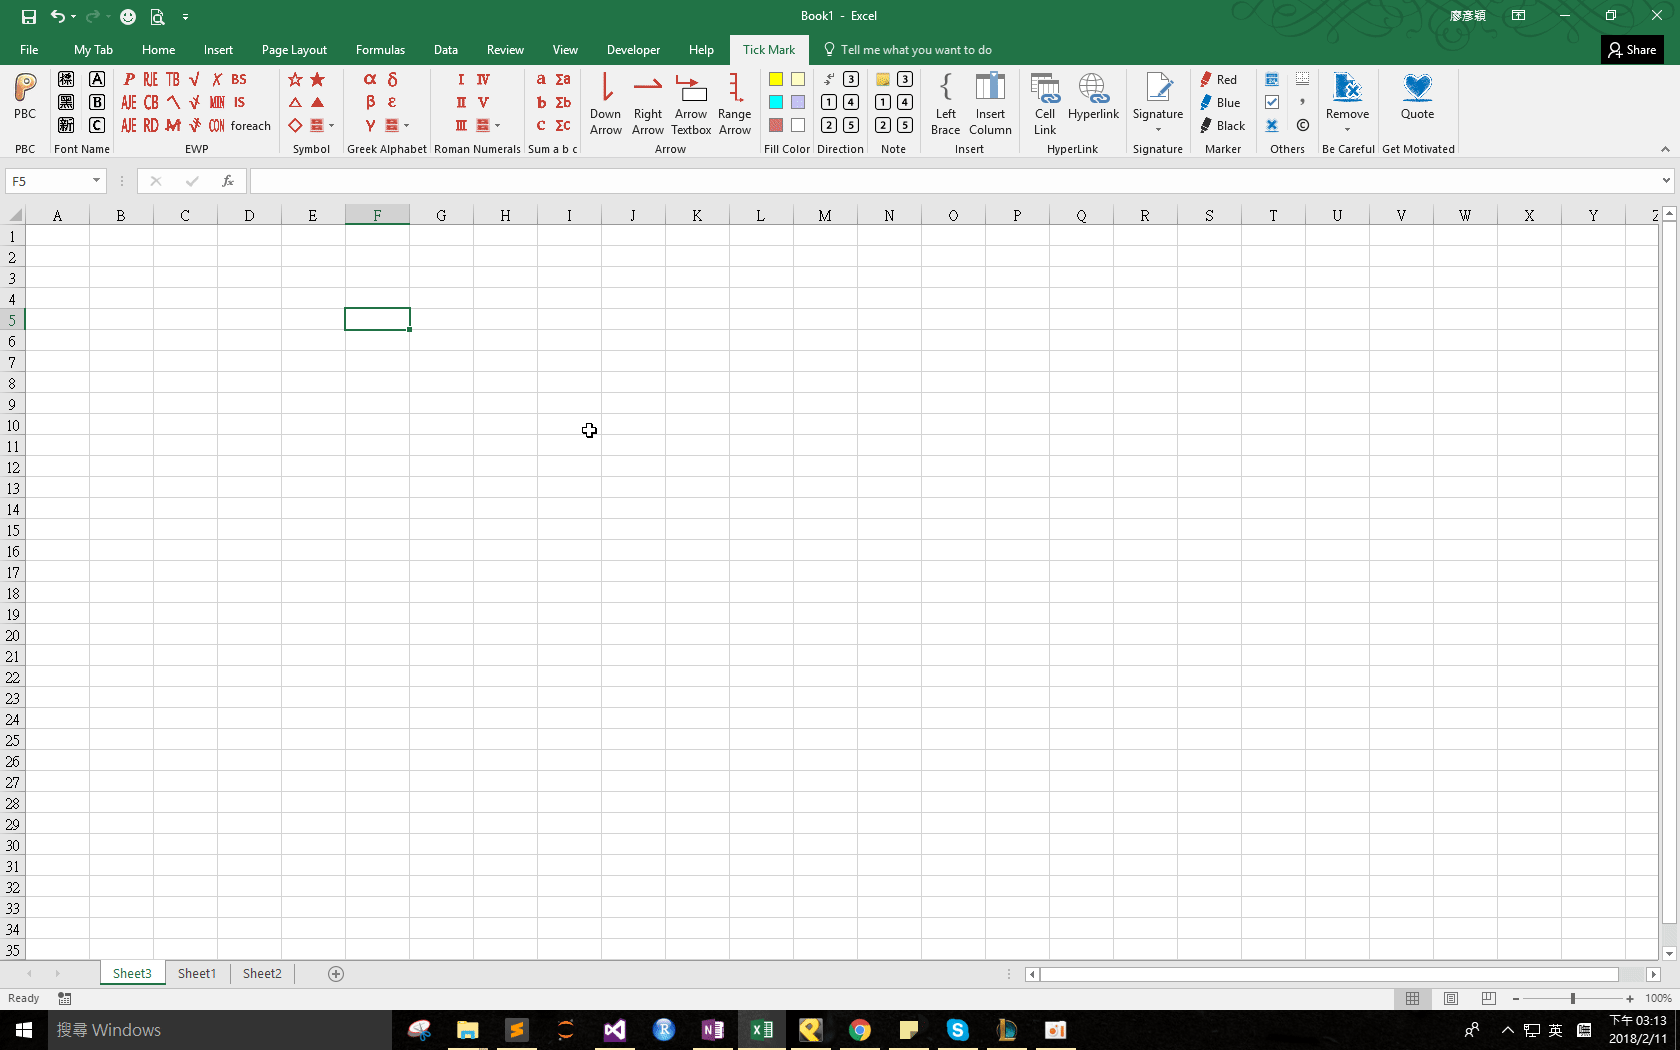 Book1 - Excel
廖彥穎
File My Tab Home Insert Page Layout Formulas Data Review View Developer Help Tick Mark Tell me what you want to do Share
PBC
標 A
黑 B
新 C
P RJE TB √ X BS
AJE CB MIN IS
AJE RD CON foreach
α δ
β ε
γ
I IV
II V
III
a Σa
b Σb
c Σc
Down Arrow
Right Arrow
Arrow Textbox
Range Arrow
3
1 4
2 5
3
1 4
2 5
Left Brace
Insert Column
Cell Link
Hyperlink
Signature
Red
Blue
Black
Remove
Quote
PBC Font Name EWP Symbol Greek Alphabet Roman Numerals Sum a b c Arrow Fill Color Direction Note Insert HyperLink Signature Marker Others Be Careful Get Motivated
F5 fx
A B C D E F G H I J K L M N O P Q R S T U V W X Y Z
1
2
3
4
5
6
7
8
9
10
11
12
13
14
15
16
17
18
19
20
21
22
23
24
25
26
27
28
29
30
31
32
33
34
35
Sheet3 Sheet1 Sheet2
Ready 100%
搜尋 Windows
英
下午 03:13
2018/2/11